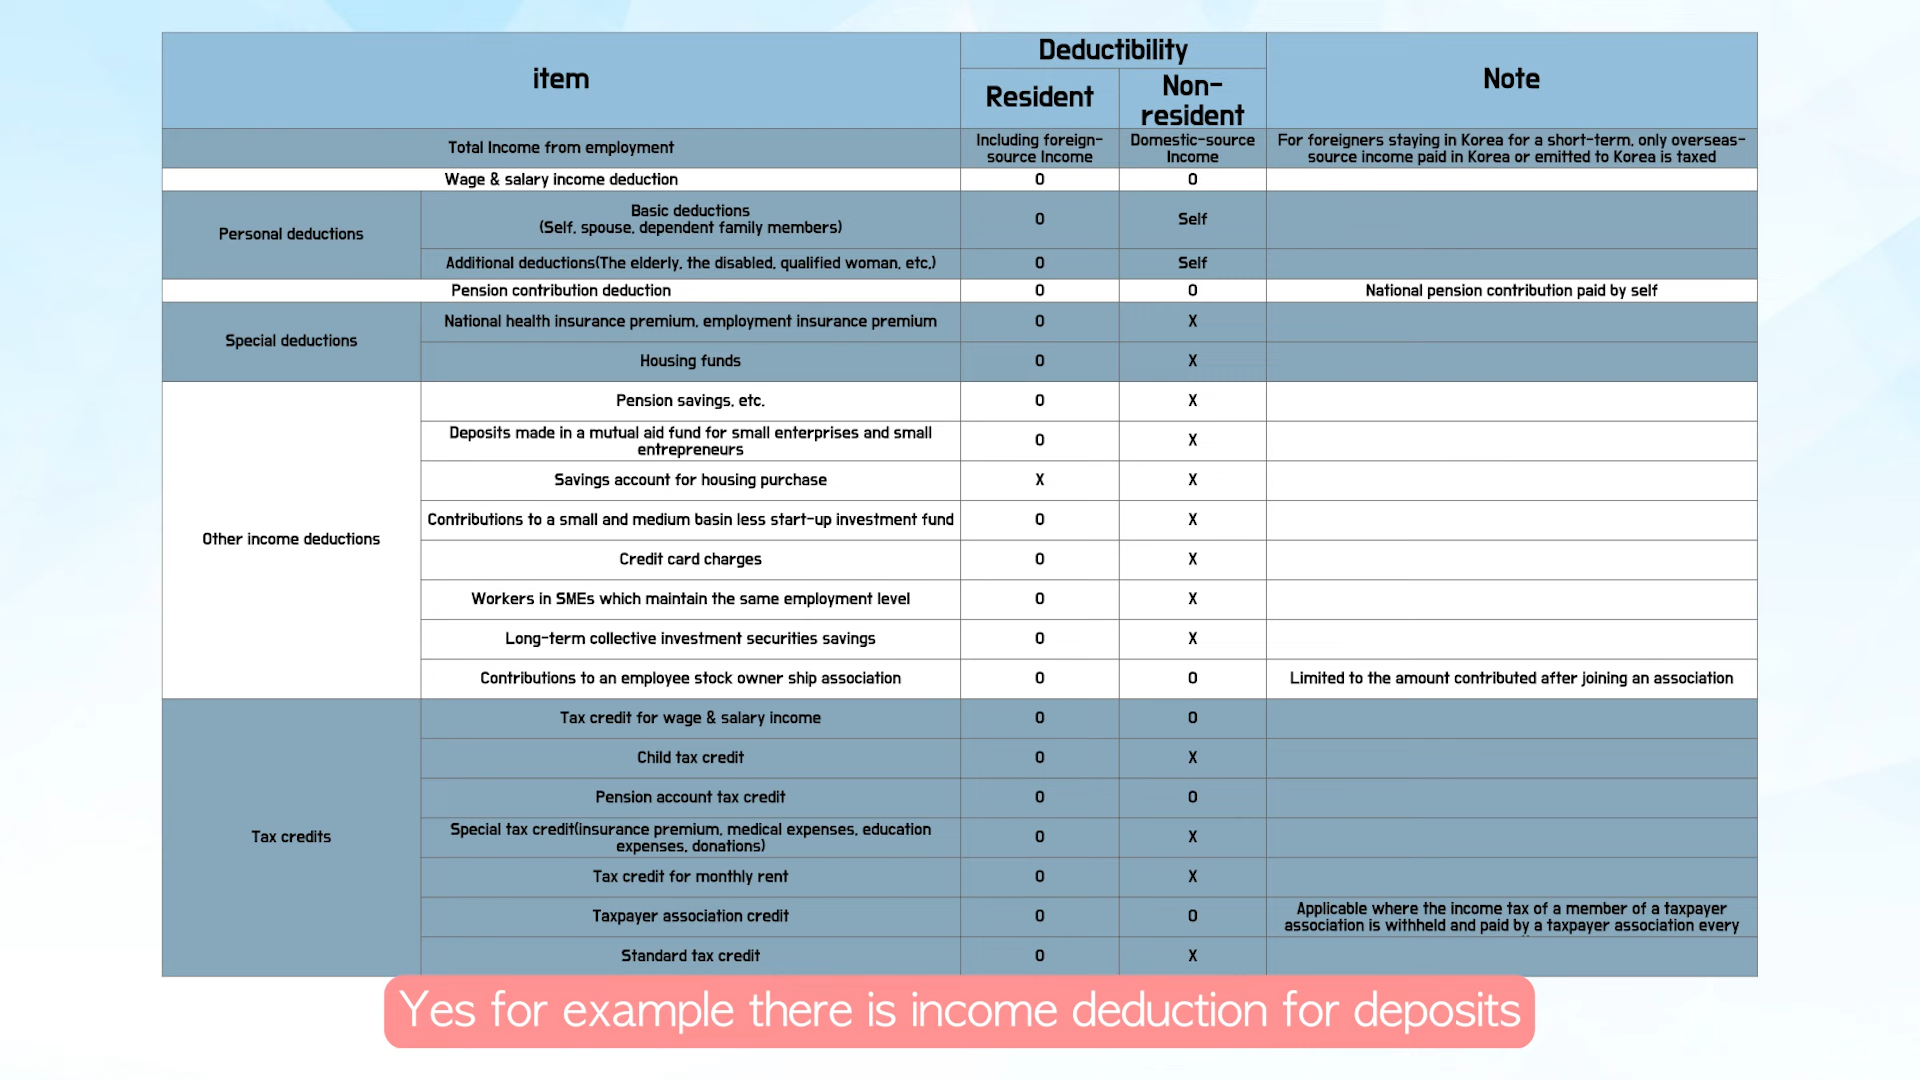 item
Deductibility
Note
Resident
Non-
resident
Total Income from employment
Including foreign-
source Income
Domestic-source
Income
For foreigners staying in Korea for a short-term, only overseas-
source income paid in Korea or emitted to Korea is taxed
Wage & salary income deduction
O
O
Personal deductions
Basic deductions
(Self, spouse, dependent family members)
O
Self
Additional deductions(The elderly, the disabled, qualified woman, etc,)
O
Self
Pension contribution deduction
O
O
National pension contribution paid by self
Special deductions
National health insurance premium, employment insurance premium
O
X
Housing funds
O
X
Other income deductions
Pension savings, etc.
O
X
Deposits made in a mutual aid fund for small enterprises and small
entrepreneurs
O
X
Savings account for housing purchase
X
X
Contributions to a small and medium basin less start-up investment fund
O
X
Credit card charges
O
X
Workers in SMEs which maintain the same employment level
O
X
Long-term collective investment securities savings
O
X
Contributions to an employee stock owner ship association
O
O
Limited to the amount contributed after joining an association
Tax credits
Tax credit for wage & salary income
O
O
Child tax credit
O
X
Pension account tax credit
O
O
Special tax credit(insurance premium, medical expenses, education
expenses, donations)
O
X
Tax credit for monthly rent
O
X
Taxpayer association credit
O
O
Applicable where the income tax of a member of a taxpayer
association is withheld and paid by a taxpayer association every
Standard tax credit
O
X
Yes for example there is income deduction for deposits